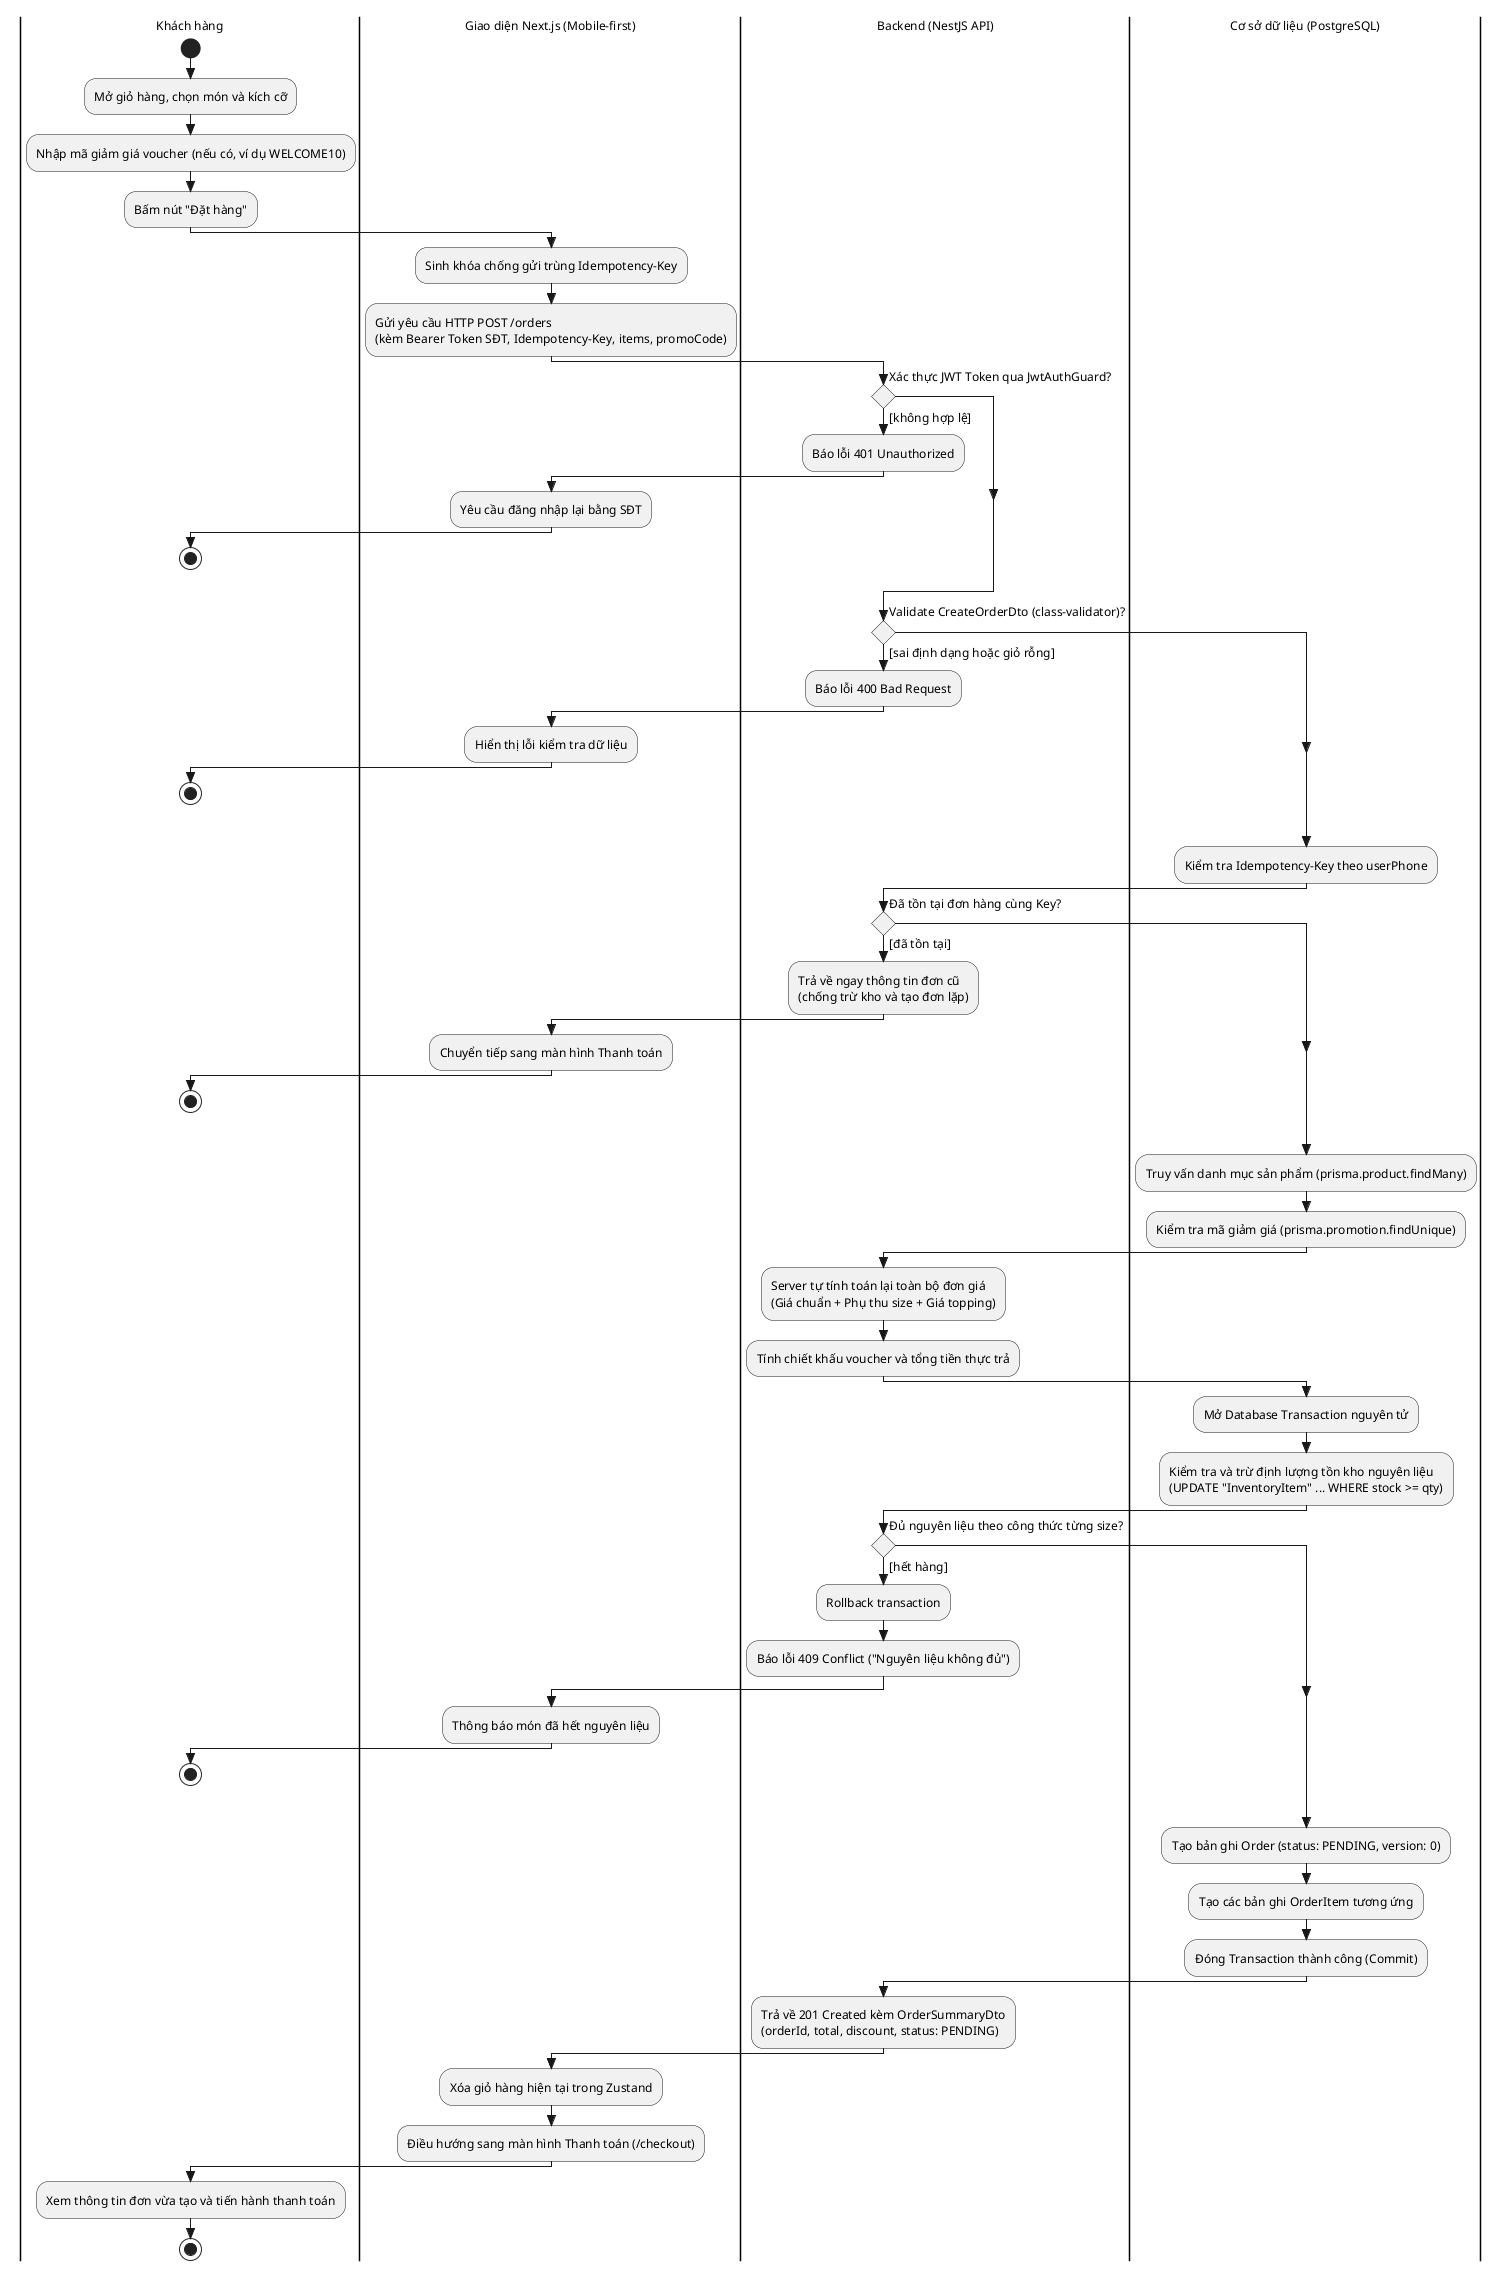 Khách hàng
Giao diện Next.js (Mobile-first)
Backend (NestJS API)
Cơ sở dữ liệu (PostgreSQL)
Mở giỏ hàng, chọn món và kích cỡ
Nhập mã giảm giá voucher (nếu có, ví dụ WELCOME10)
Bấm nút "Đặt hàng"
Sinh khóa chống gửi trùng Idempotency-Key
Gửi yêu cầu HTTP POST /orders
(kèm Bearer Token SĐT, Idempotency-Key, items, promoCode)
Xác thực JWT Token qua JwtAuthGuard?
[không hợp lệ]
Báo lỗi 401 Unauthorized
Yêu cầu đăng nhập lại bằng SĐT
Validate CreateOrderDto (class-validator)?
[sai định dạng hoặc giỏ rỗng]
Báo lỗi 400 Bad Request
Hiển thị lỗi kiểm tra dữ liệu
Kiểm tra Idempotency-Key theo userPhone
Đã tồn tại đơn hàng cùng Key?
[đã tồn tại]
Trả về ngay thông tin đơn cũ
(chống trừ kho và tạo đơn lặp)
Chuyển tiếp sang màn hình Thanh toán
Truy vấn danh mục sản phẩm (prisma.product.findMany)
Kiểm tra mã giảm giá (prisma.promotion.findUnique)
Server tự tính toán lại toàn bộ đơn giá
(Giá chuẩn + Phụ thu size + Giá topping)
Tính chiết khấu voucher và tổng tiền thực trả
Mở Database Transaction nguyên tử
Kiểm tra và trừ định lượng tồn kho nguyên liệu
(UPDATE "InventoryItem" ... WHERE stock >= qty)
Đủ nguyên liệu theo công thức từng size?
[hết hàng]
Rollback transaction
Báo lỗi 409 Conflict ("Nguyên liệu không đủ")
Thông báo món đã hết nguyên liệu
Tạo bản ghi Order (status: PENDING, version: 0)
Tạo các bản ghi OrderItem tương ứng
Đóng Transaction thành công (Commit)
Trả về 201 Created kèm OrderSummaryDto
(orderId, total, discount, status: PENDING)
Xóa giỏ hàng hiện tại trong Zustand
Điều hướng sang màn hình Thanh toán (/checkout)
Xem thông tin đơn vừa tạo và tiến hành thanh toán